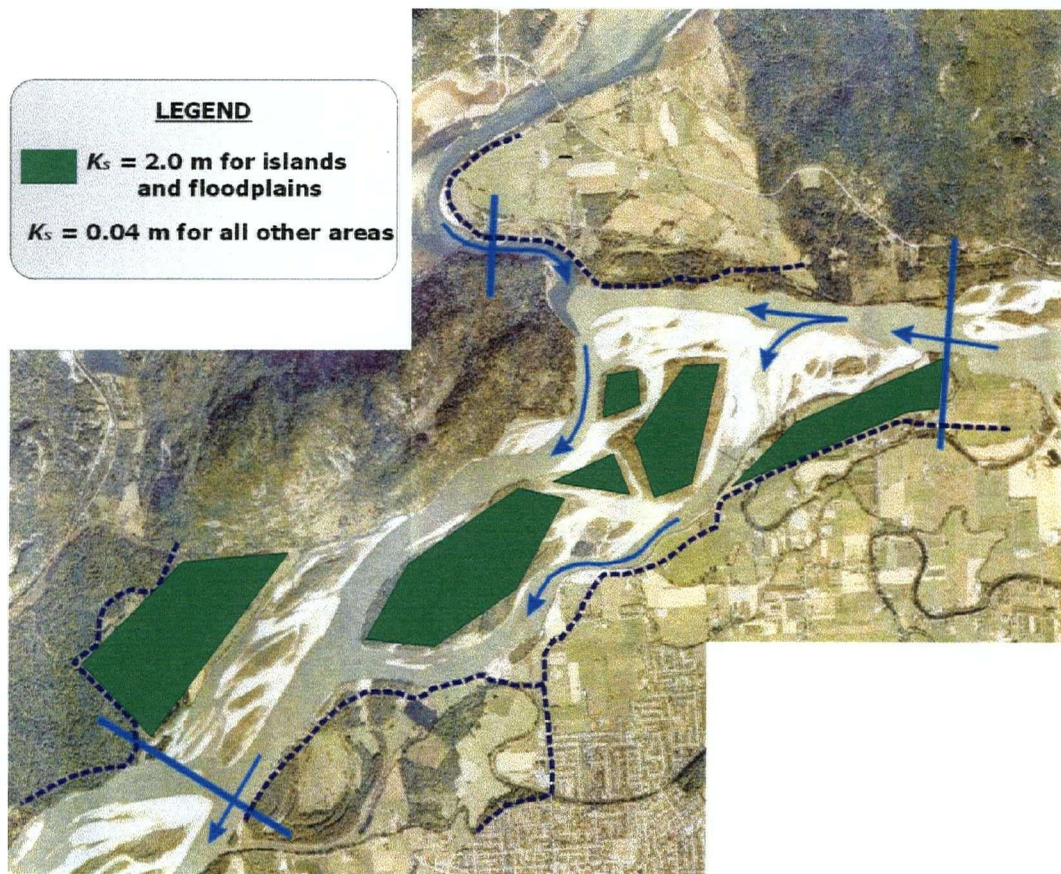 LEGEND
Ks = 2.0 m for islands
and floodplains
Ks = 0.04 m for all other areas